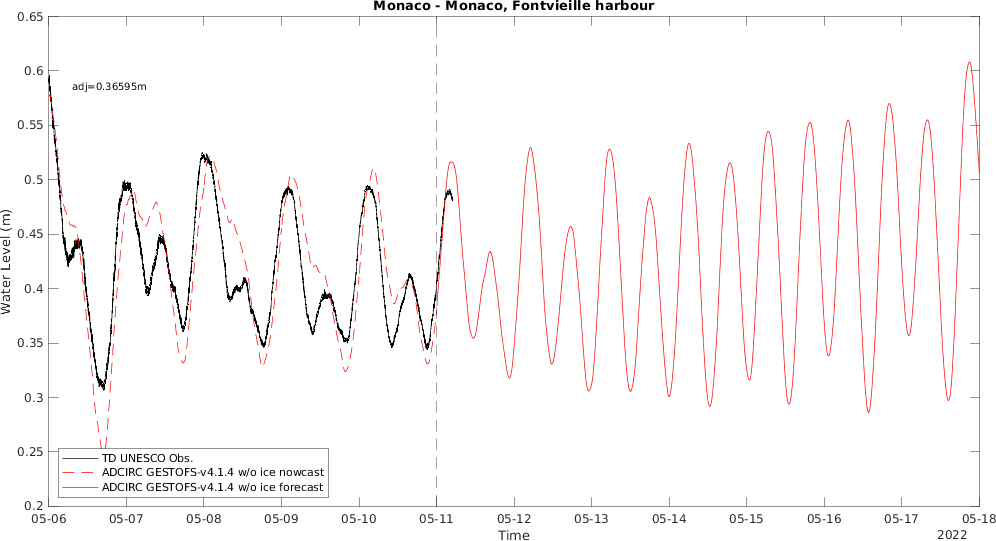 Monaco - Monaco, Fontvieille harbour
0.65
0.6
0.55
0.5
0.45
0.4
0.35
0.3
0.25
0.2
Water Level (m)
adj=0.36595m
TD UNESCO Obs.
ADCIRC GESTOFS-v4.1.4 w/o ice nowcast
ADCIRC GESTOFS-v4.1.4 w/o ice forecast
05-06 05-07 05-08 05-09 05-10 05-11 05-12 05-13 05-14 05-15 05-16 05-17 05-18
Time
2022